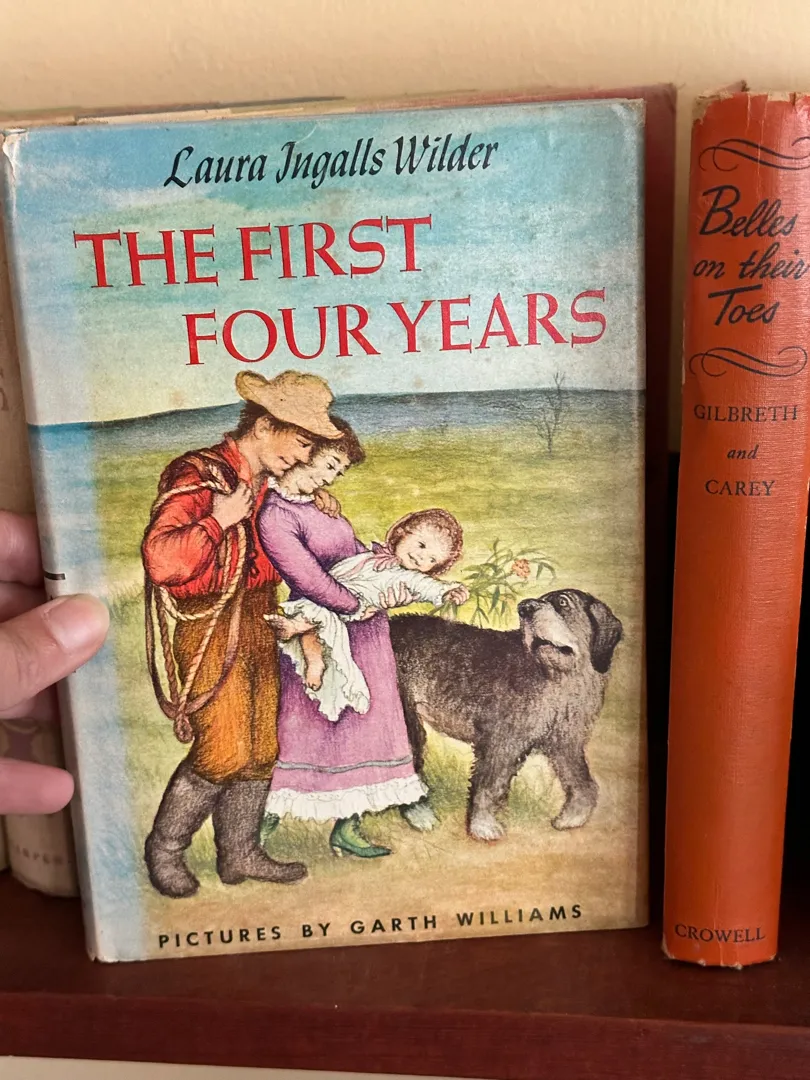 Laura Ingalls Wilder
THE FIRST
FOUR YEARS
PICTURES BY GARTH WILLIAMS
Belles
on their
Toes
GILBRETH
and
CAREY
CROWELL